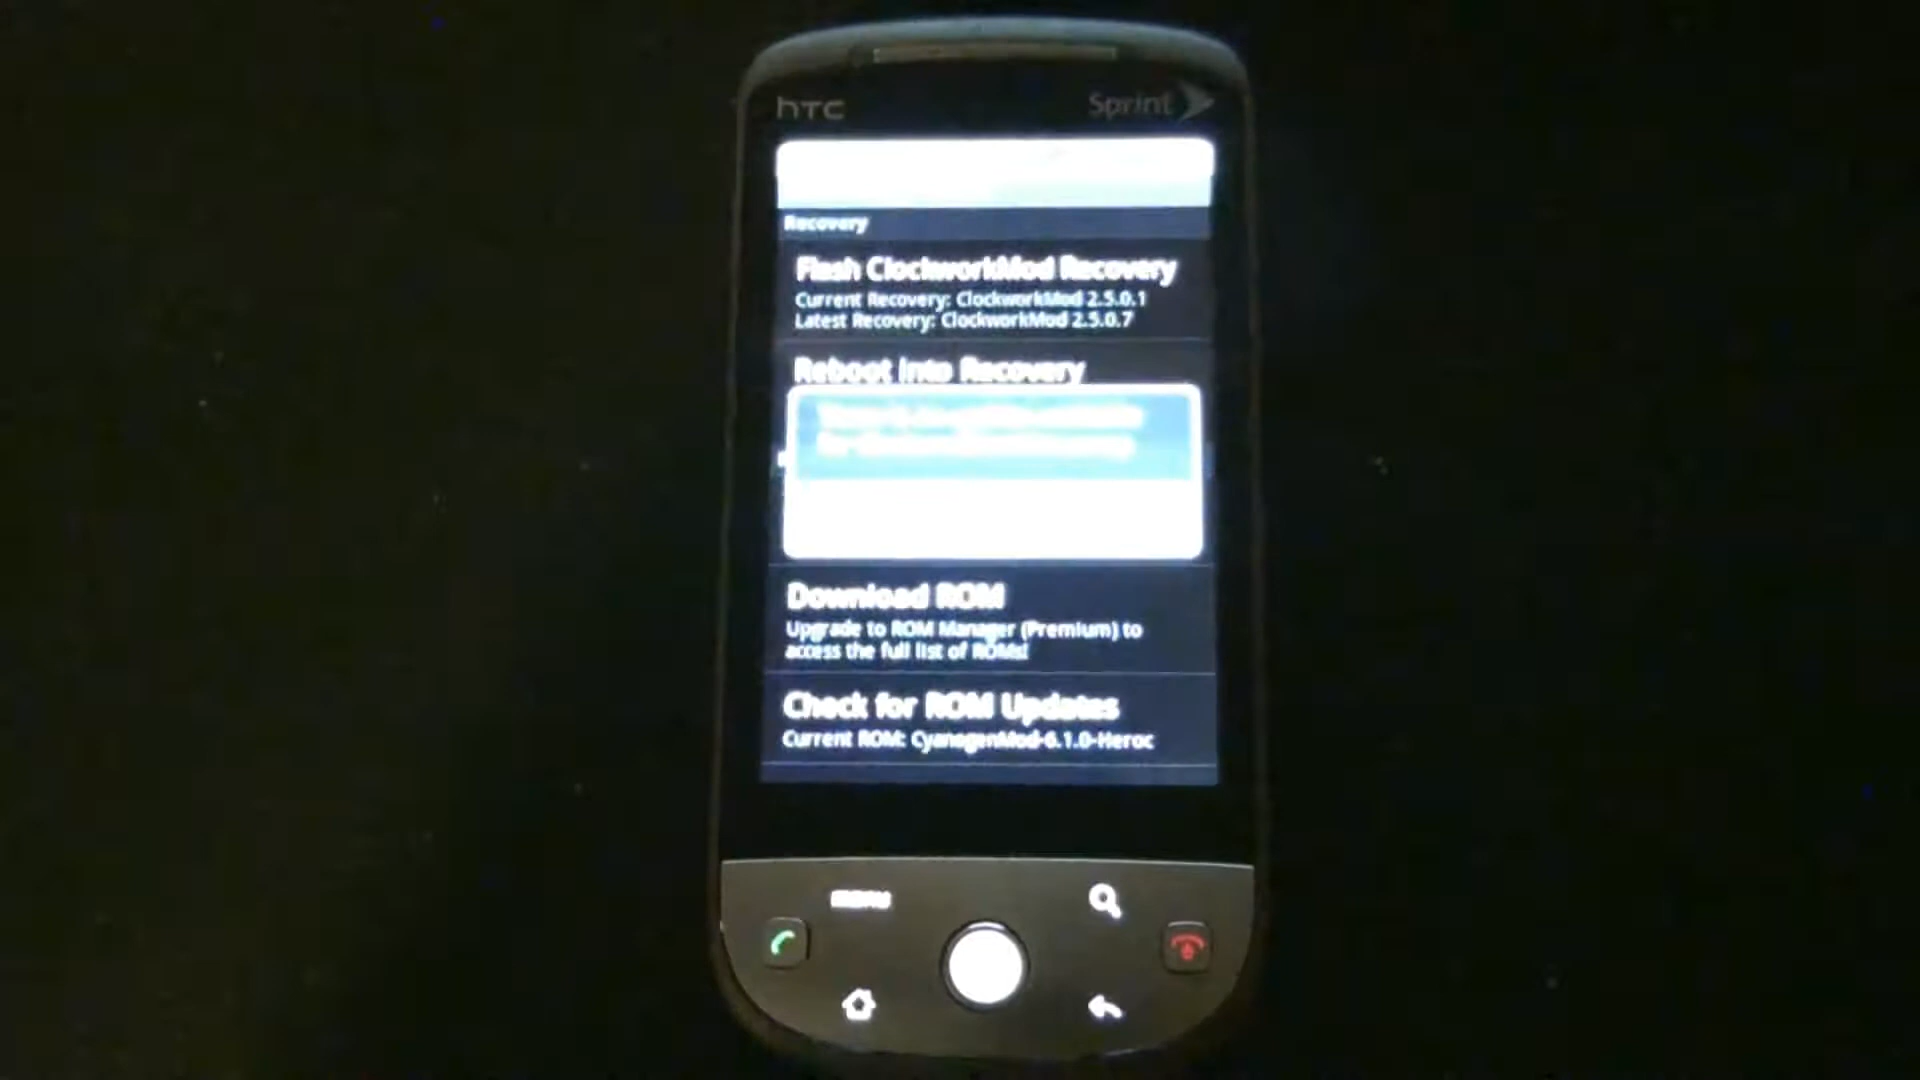 hTC
Sprint
Recovery
Flash ClockworkMod Recovery
Current Recovery: ClockworkMod 2.5.0.1
Latest Recovery: ClockworkMod 2.5.0.7
Reboot into Recovery
Download ROM
Upgrade to ROM Manager (Premium) to
access the full list of ROMs!
Check for ROM Updates
Current ROM: CyanogenMod-6.1.0-Heroc
menu